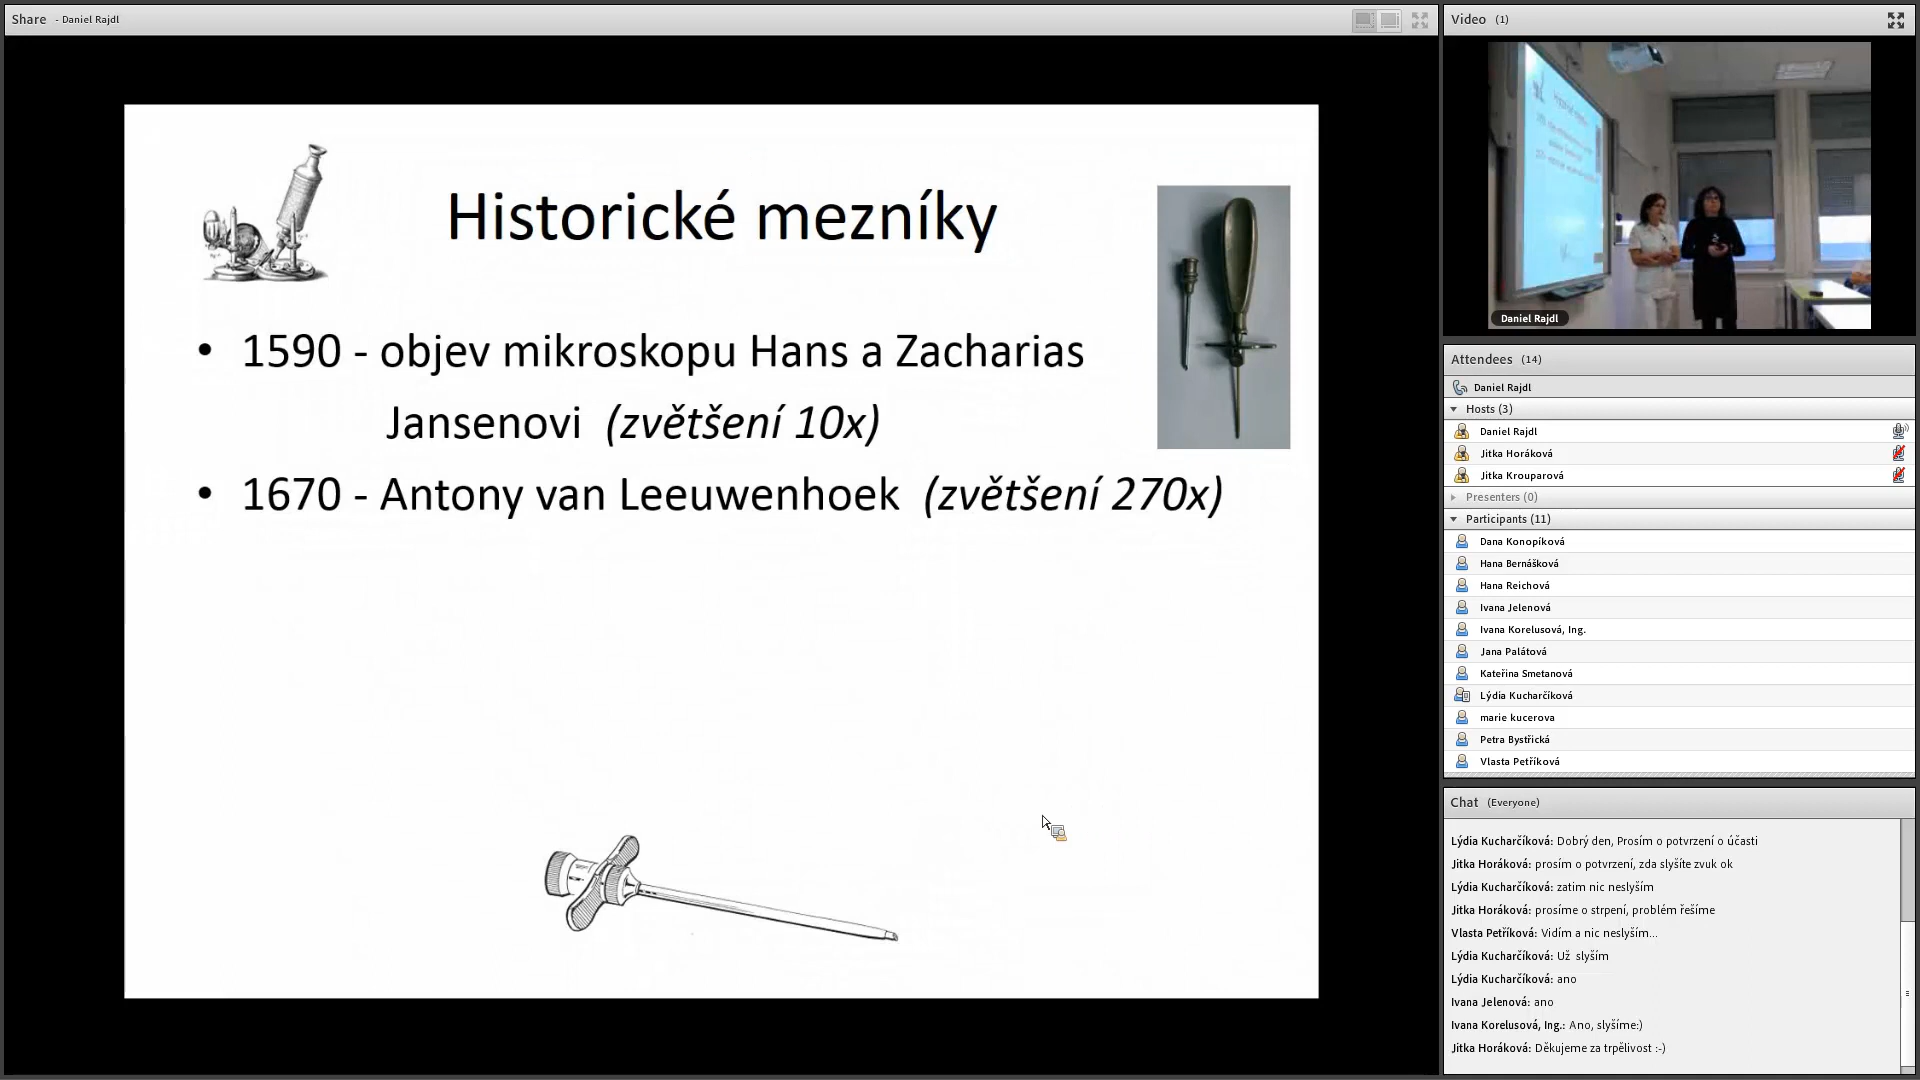 Share - Daniel Rajdl
Historické mezníky
• 1590 - objev mikroskopu Hans a Zacharias
Jansenovi (zvětšení 10x)
• 1670 - Antony van Leeuwenhoek (zvětšení 270x)
Video (1)
Daniel Rajdl
Attendees (14)
Daniel Rajdl
Hosts (3)
Daniel Rajdl
Jitka Horáková
Jitka Krouparová
Presenters (0)
Participants (11)
Dana Konopíková
Hana Bernášková
Hana Reichová
Ivana Jelenová
Ivana Korelusová, Ing.
Jana Palátová
Kateřina Smetanová
Lýdia Kucharčíková
marie kucerova
Petra Bystřická
Vlasta Petříková
Chat (Everyone)
Lýdia Kucharčíková: Dobrý den, Prosím o potvrzení o účasti
Jitka Horáková: prosím o potvrzení, zda slyšíte zvuk ok
Lýdia Kucharčíková: zatim nic neslyším
Jitka Horáková: prosíme o strpení, problém řešíme
Vlasta Petříková: Vidím a nic neslyším...
Lýdia Kucharčíková: Už slyším
Lýdia Kucharčíková: ano
Ivana Jelenová: ano
Ivana Korelusová, Ing.: Ano, slyšíme:)
Jitka Horáková: Děkujeme za trpělivost :-)